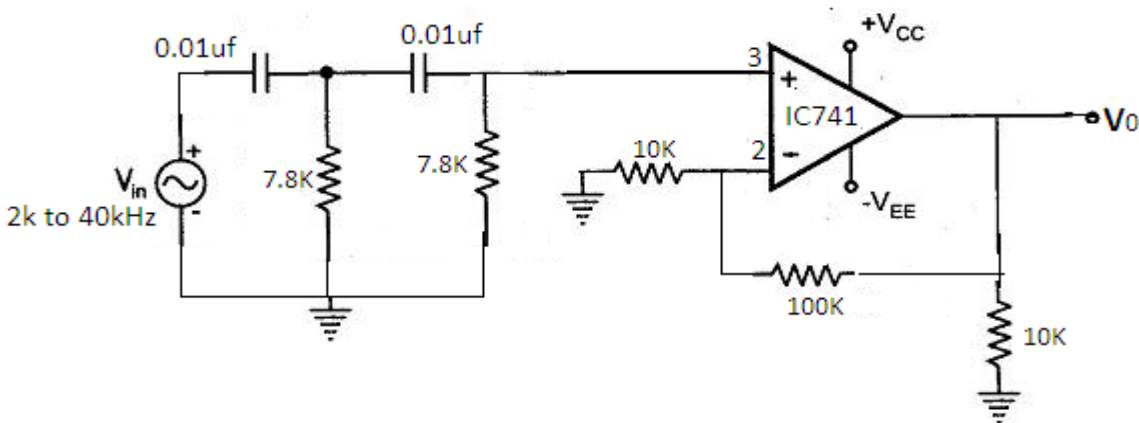 0.01uf
0.01uf
+VCC
3
+
IC741
V0
2
-
-VEE
10K
7.8K
7.8K
+
Vin
-
2k to 40kHz
100K
10K